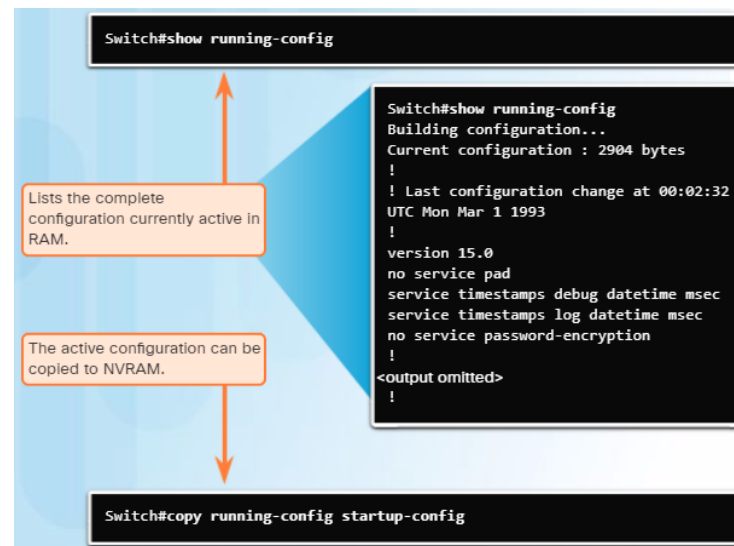 Switch#show running-config
Switch#show running-config
Building configuration...
Current configuration : 2904 bytes
!
! Last configuration change at 00:02:32
UTC Mon Mar 1 1993
!
version 15.0
no service pad
service timestamps debug datetime msec
service timestamps log datetime msec
no service password-encryption
!
<output omitted>
!
Lists the complete
configuration currently active in
RAM.
The active configuration can be
copied to NVRAM.
Switch#copy running-config startup-config